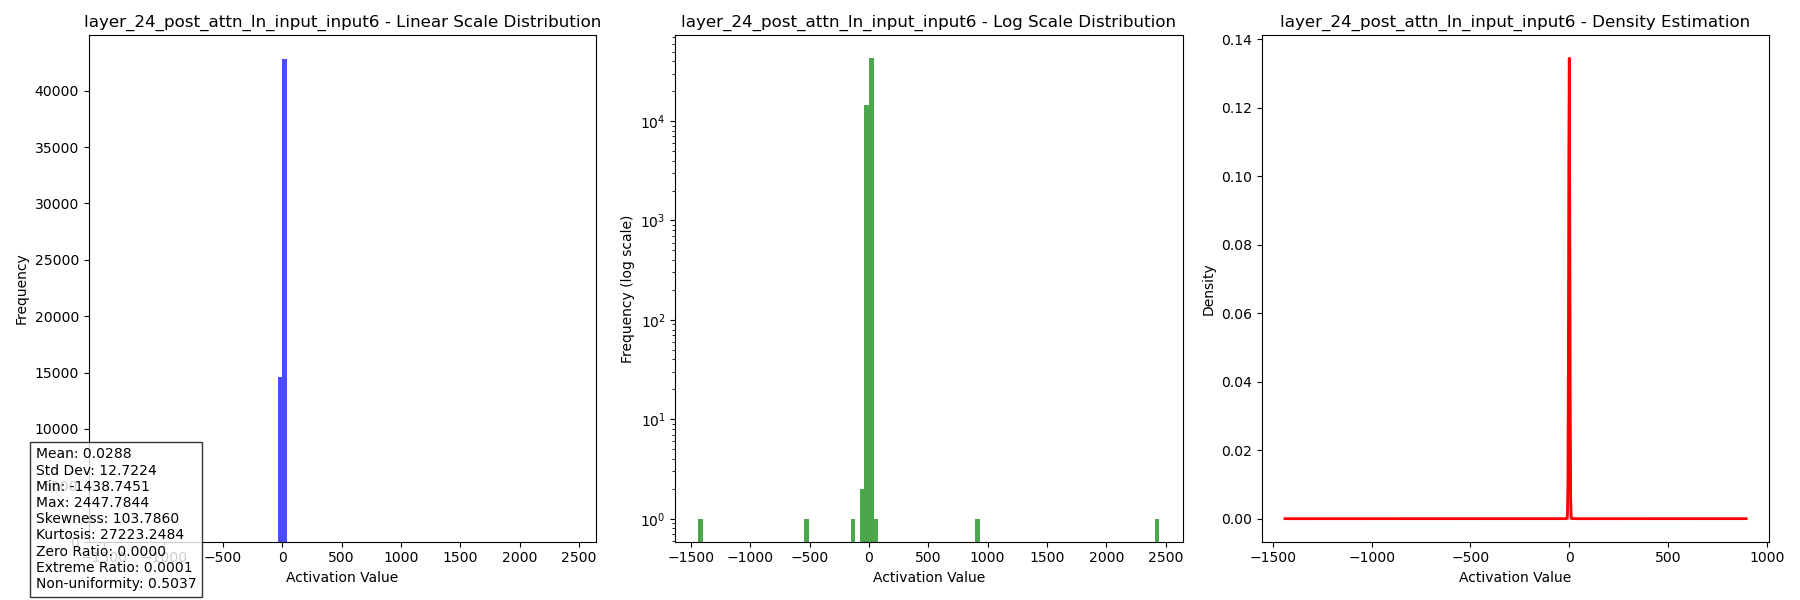 layer_24_post_attn_ln_input_input6 - Linear Scale Distribution
Frequency
40000
35000
30000
25000
20000
15000
10000
Mean: 0.0288
Std Dev: 12.7224
Min: -1438.7451
Max: 2447.7844
Skewness: 103.7860
Kurtosis: 27223.2484
Zero Ratio: 0.0000
Extreme Ratio: 0.0001
Non-uniformity: 0.5037
−500
0
500
1000
1500
2000
2500
Activation Value
layer_24_post_attn_ln_input_input6 - Log Scale Distribution
Frequency (log scale)
10⁴
10³
10²
10¹
10⁰
−1500
−1000
−500
0
500
1000
1500
2000
2500
Activation Value
layer_24_post_attn_ln_input_input6 - Density Estimation
Density
0.14
0.12
0.10
0.08
0.06
0.04
0.02
0.00
−1500
−1000
−500
0
500
1000
Activation Value